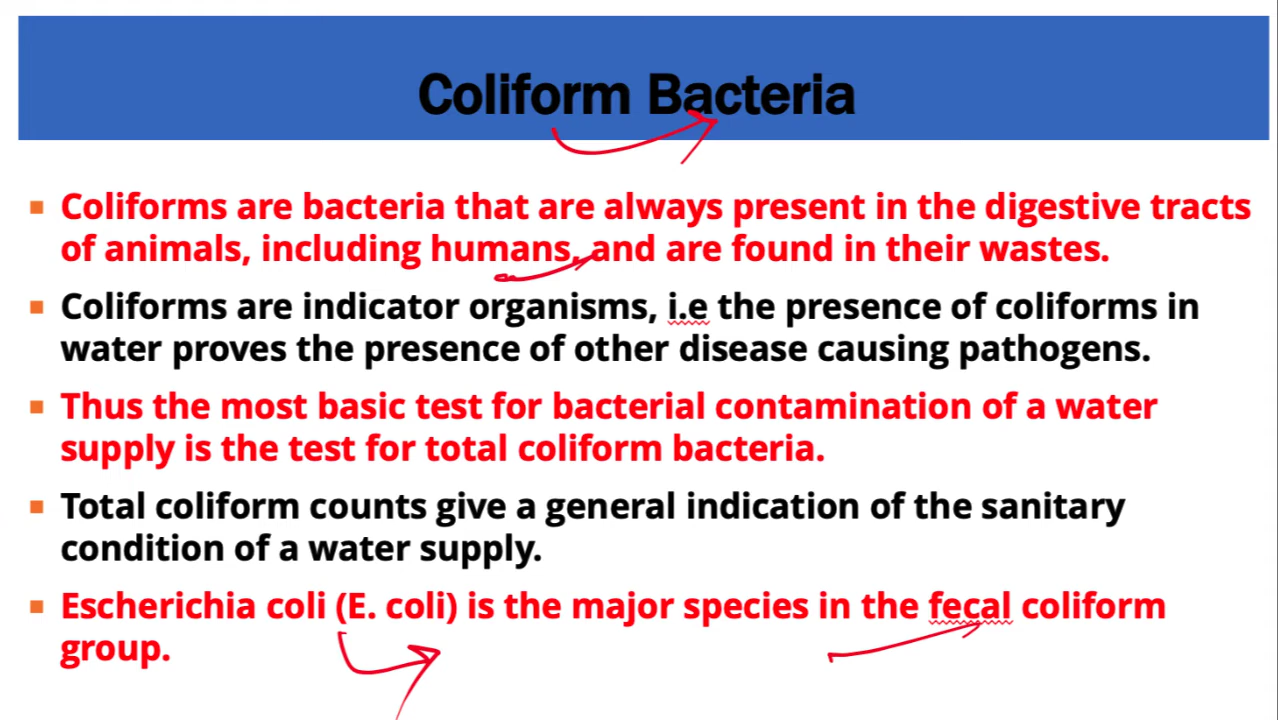 Coliform Bacteria
▪ Coliforms are bacteria that are always present in the digestive tracts
of animals, including humans, and are found in their wastes.
▪ Coliforms are indicator organisms, i.e the presence of coliforms in
water proves the presence of other disease causing pathogens.
▪ Thus the most basic test for bacterial contamination of a water
supply is the test for total coliform bacteria.
▪ Total coliform counts give a general indication of the sanitary
condition of a water supply.
▪ Escherichia coli (E. coli) is the major species in the fecal coliform
group.